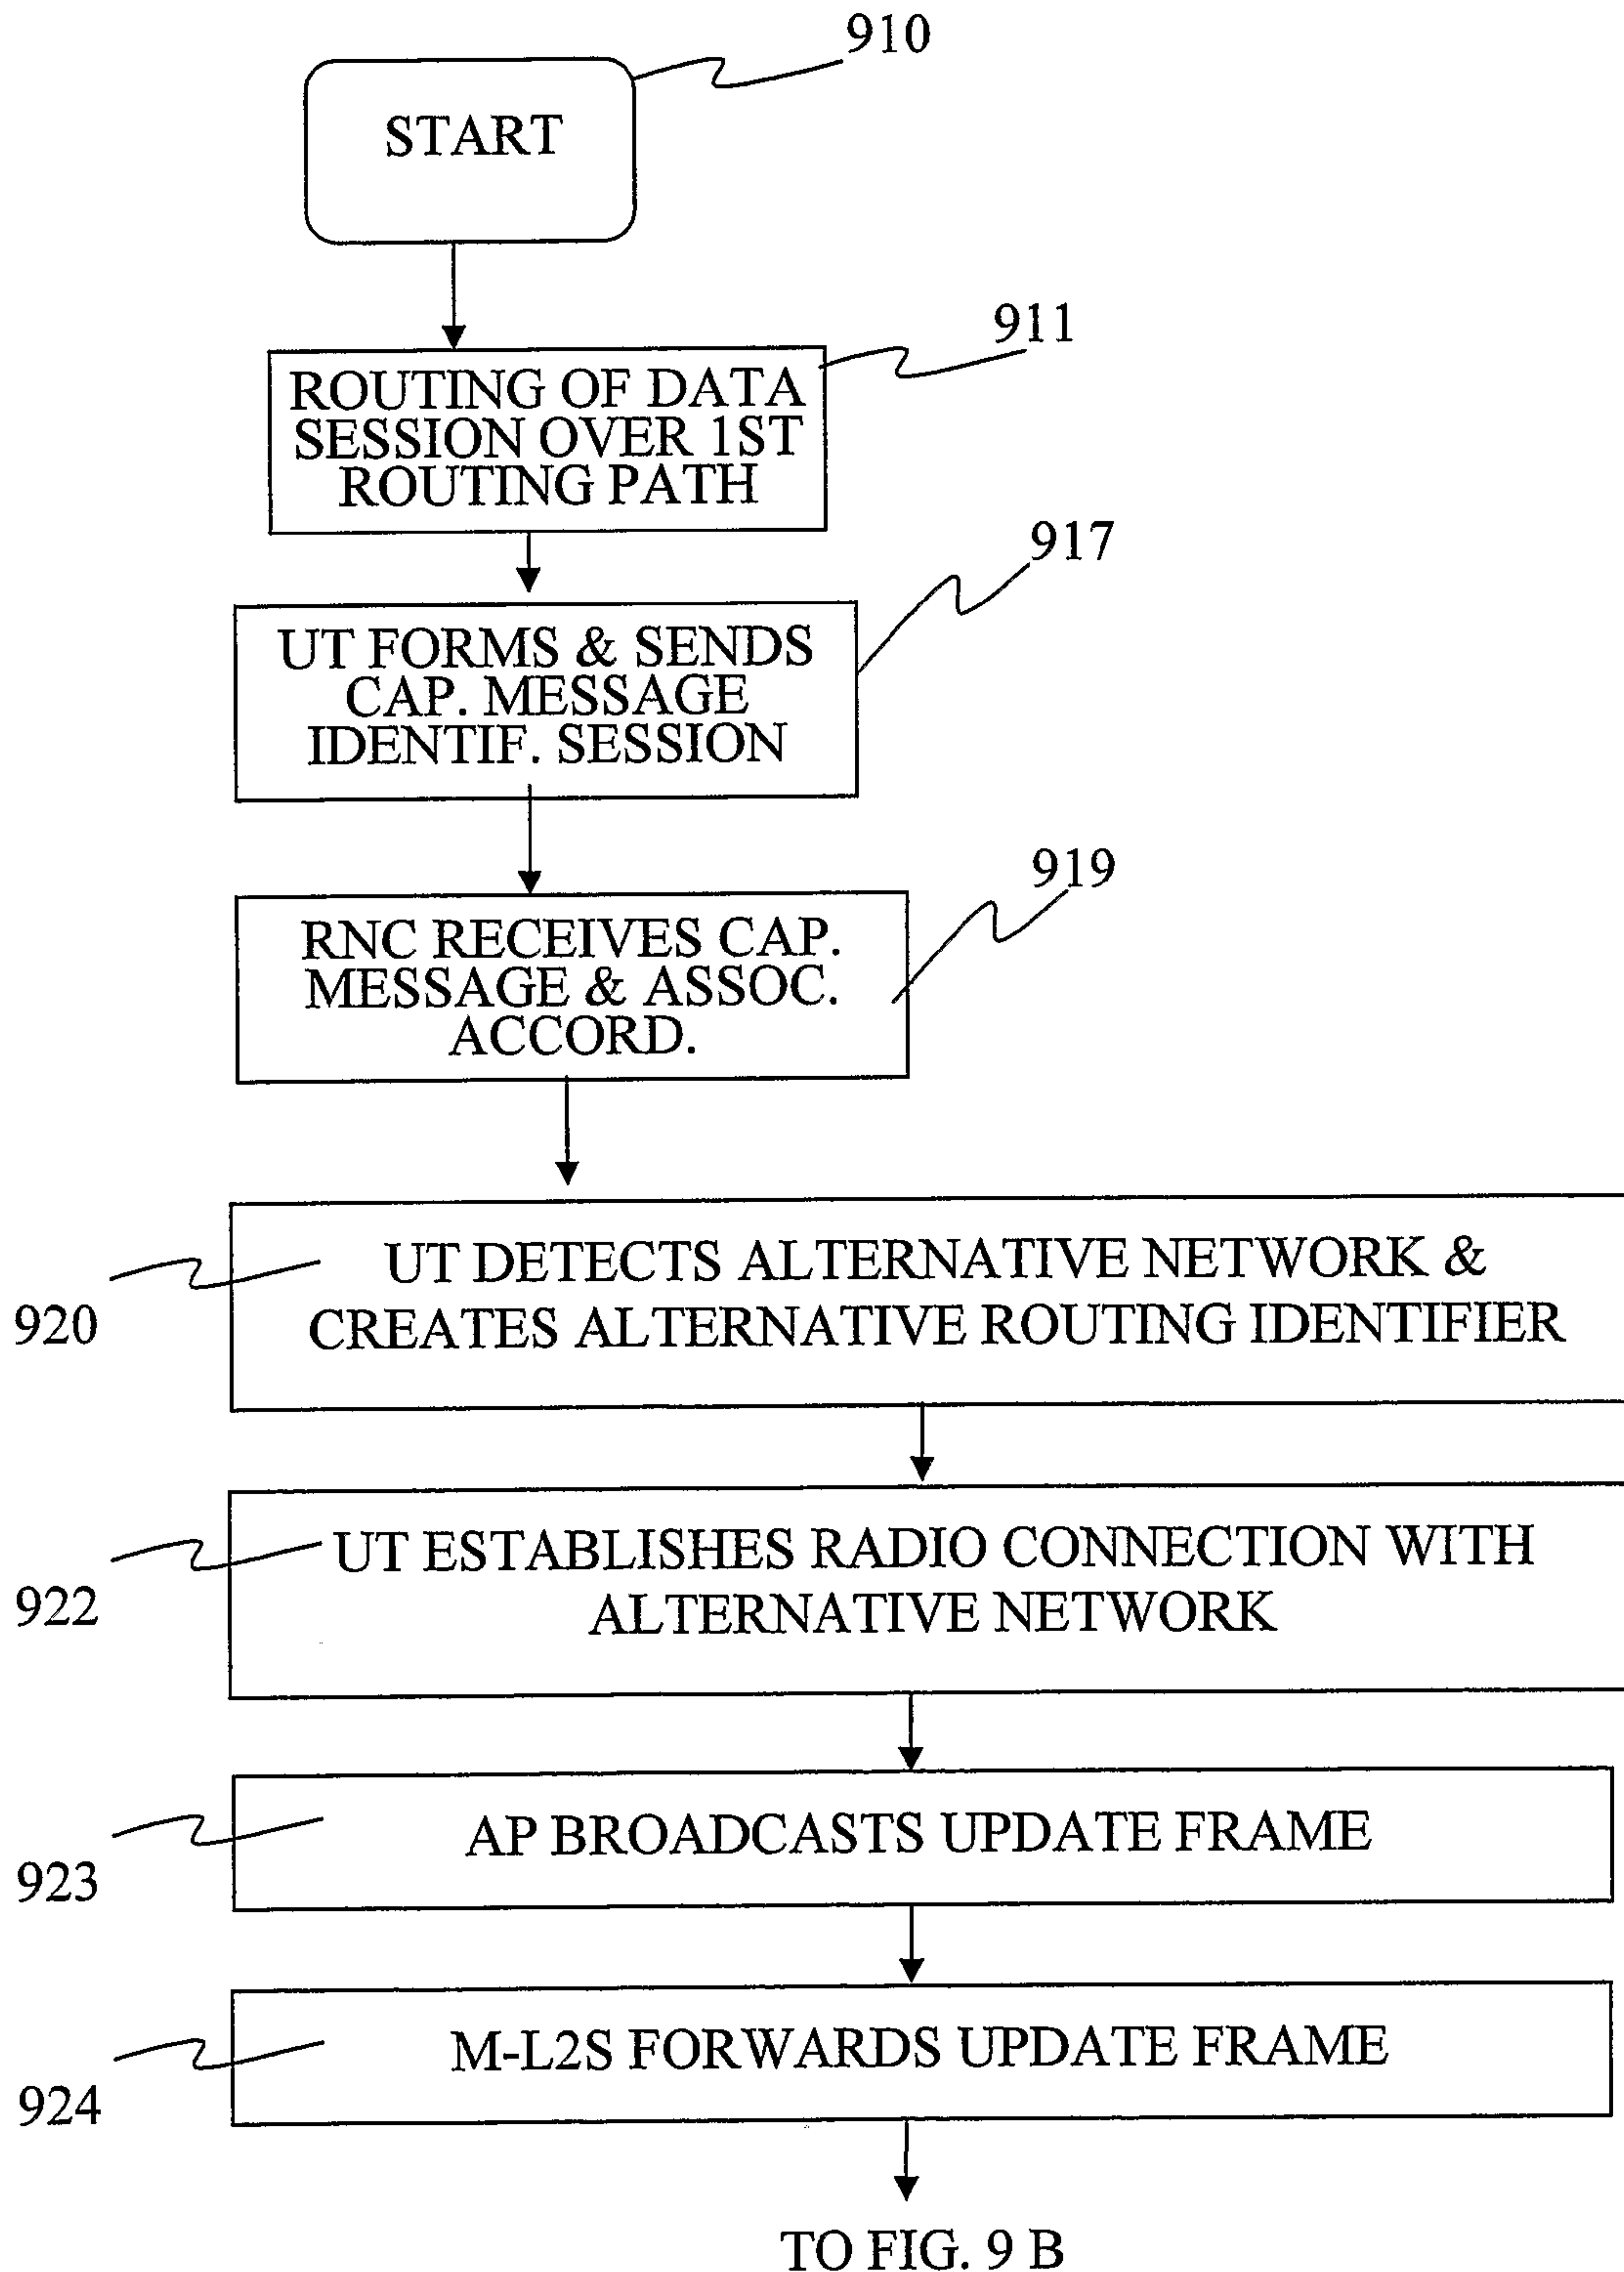 910
START
911
ROUTING OF DATA
SESSION OVER 1ST
ROUTING PATH
917
UT FORMS & SENDS
CAP. MESSAGE
IDENTIF. SESSION
919
RNC RECEIVES CAP.
MESSAGE & ASSOC.
ACCORD.
920
UT DETECTS ALTERNATIVE NETWORK &
CREATES ALTERNATIVE ROUTING IDENTIFIER
922
UT ESTABLISHES RADIO CONNECTION WITH
ALTERNATIVE NETWORK
923
AP BROADCASTS UPDATE FRAME
924
M-L2S FORWARDS UPDATE FRAME
TO FIG. 9 B